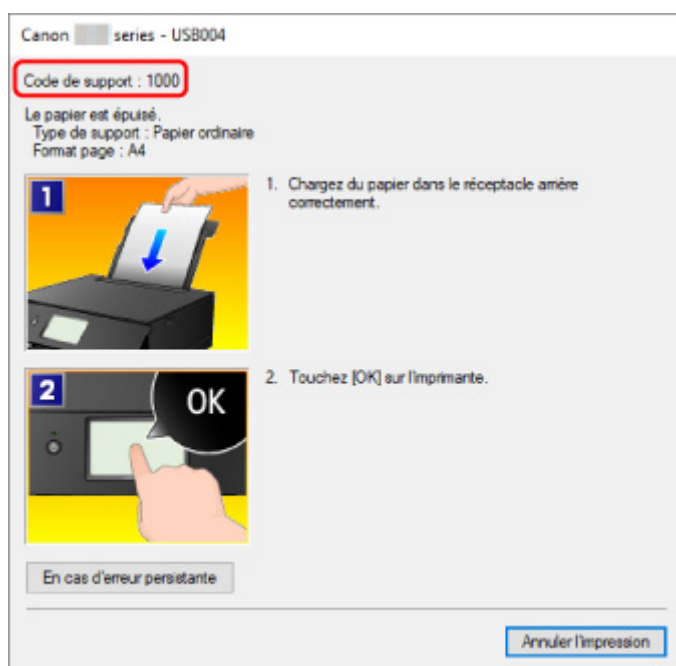 Canon series - USB004
Code de support : 1000
Le papier est épuisé.
Type de support : Papier ordinaire
Format page : A4
1
1. Chargez du papier dans le réceptacle arrière
correctement.
2
OK
2. Touchez [OK] sur l'imprimante.
En cas d'erreur persistante
Annuler l'impression